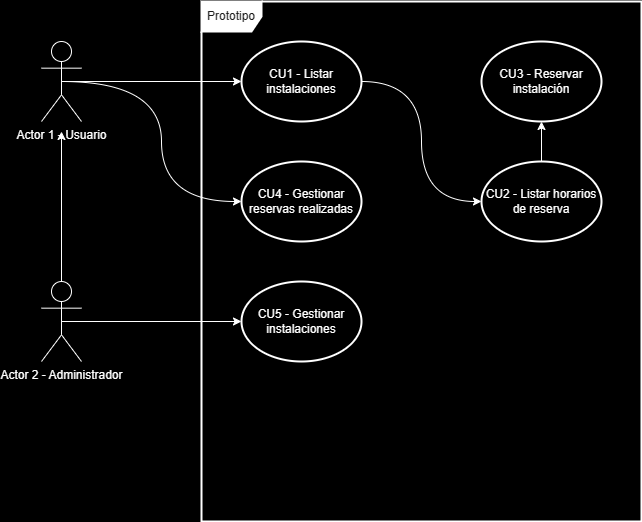 Prototipo
CU1 - Listar
instalaciones
CU3 - Reservar
instalación
Actor 1 - Usuario
CU4 - Gestionar
reservas realizadas
CU2 - Listar horarios
de reserva
CU5 - Gestionar
instalaciones
Actor 2 - Administrador